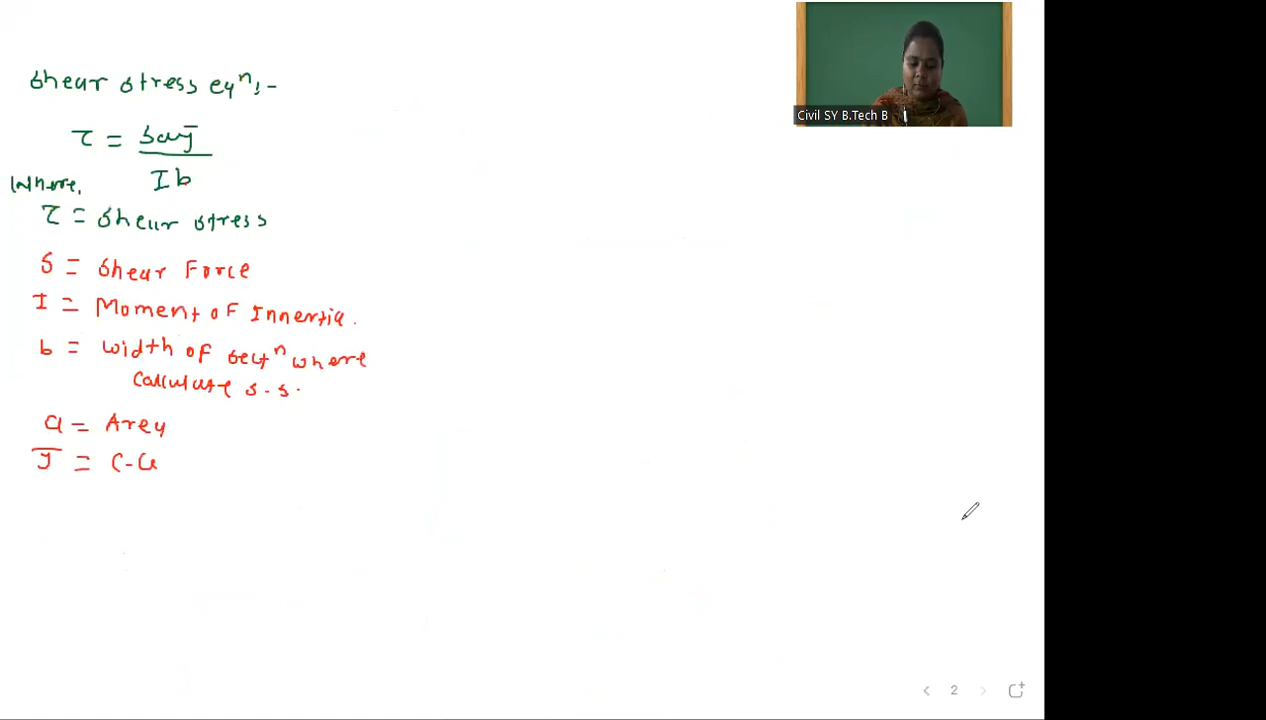 Shear stress eqⁿ:-
τ = saȳ
Ib
Where,
τ = Shear stress
S = Shear Force
I = Moment of Innertia.
b = width of sectⁿ where
Calculate s.s.
a = Area
ȳ = C-G
Civil SY B.Tech B
2